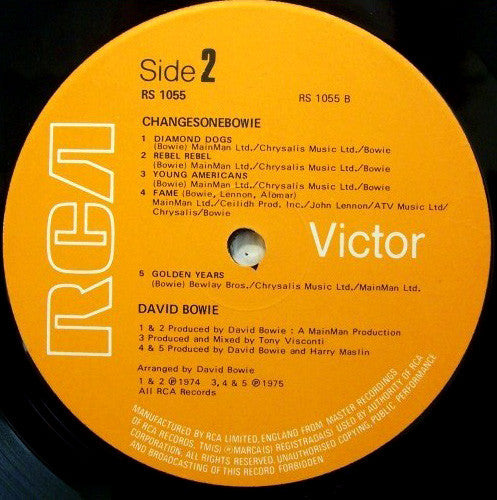 Side 2
RS 1055
RS 1055 B
CHANGESONEBOWIE
1 DIAMOND DOGS
(Bowie) MainMan Ltd./Chrysalis Music Ltd./Bowie
2 REBEL REBEL
(Bowie) MainMan Ltd./Chrysalis Music Ltd./Bowie
3 YOUNG AMERICANS
(Bowie) MainMan Ltd./Chrysalis Music Ltd./Bowie
4 FAME (Bowie, Lennon, Alomar)
MainMan Ltd./Ceilidh Prod. Inc./John Lennon/ATV Music Ltd/
Chrysalis/Bowie
RCA
Victor
5 GOLDEN YEARS
(Bowie) Bewlay Bros./Chrysalis Music Ltd./MainMan Ltd.
DAVID BOWIE
1 & 2 Produced by David Bowie : A MainMan Production
3 Produced and Mixed by Tony Visconti
4 & 5 Produced by David Bowie and Harry Maslin
Arranged by David Bowie
1 & 2 ℗ 1974 3, 4 & 5 ℗ 1975
All RCA Records
MANUFACTURED BY RCA LIMITED, ENGLAND FROM MASTER RECORDINGS
OF RCA RECORDS, TM(S) ® MARCA(S) REGISTRADA(S) USED BY AUTHORITY OF RCA
CORPORATION. ALL RIGHTS RESERVED. UNAUTHORISED COPYING, PUBLIC PERFORMANCE,
AND BROADCASTING OF THIS RECORD FORBIDDEN